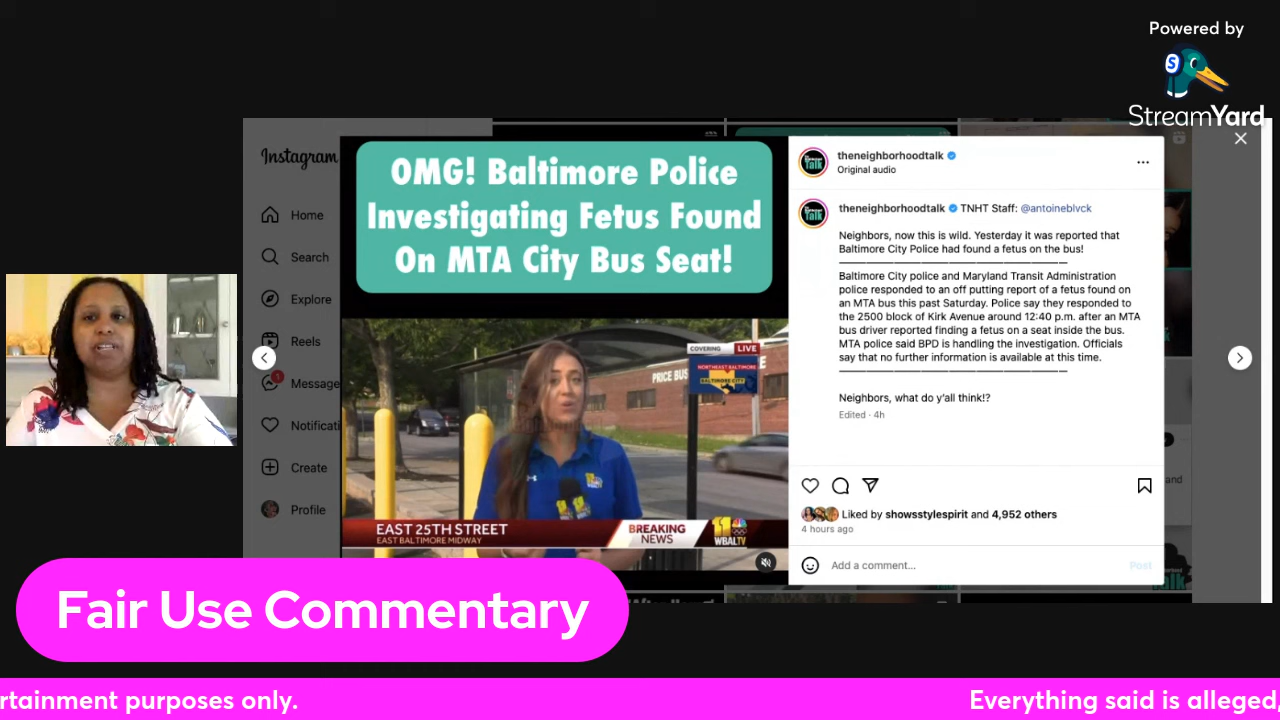 Powered by
StreamYard
Instagram
Home
Search
Explore
Reels
1
Message
Notificati
Create
Profile
OMG! Baltimore Police
Investigating Fetus Found
On MTA City Bus Seat!
COVERING LIVE
NORTHEAST BALTIMORE
BALTIMORE CITY
PRICE BUS
EAST 25TH STREET
EAST BALTIMORE MIDWAY
BREAKING
NEWS
11
WBALTV
theneighborhoodtalk
Original audio
theneighborhoodtalk TNHT Staff: @antoineblvck
Neighbors, now this is wild. Yesterday it was reported that
Baltimore City Police had found a fetus on the bus!
Baltimore City police and Maryland Transit Administration
police responded to an off putting report of a fetus found on
an MTA bus this past Saturday. Police say they responded to
the 2500 block of Kirk Avenue around 12:40 p.m. after an MTA
bus driver reported finding a fetus on a seat inside the bus.
MTA police said BPD is handling the investigation. Officials
say that no further information is available at this time.
Neighbors, what do y'all think!?
Edited · 4h
Liked by showsstylespirit and 4,952 others
4 hours ago
Add a comment...
Post
Talk
Fair Use Commentary
rtainment purposes only.
Everything said is alleged,